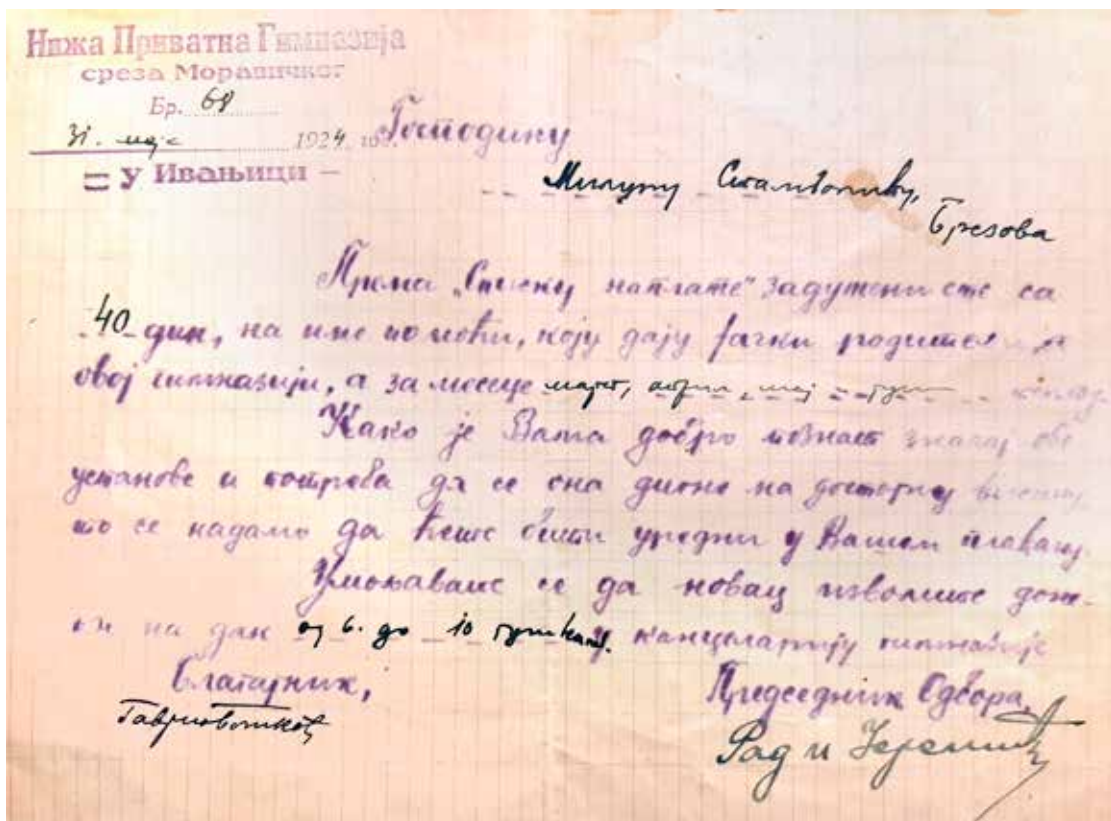 Нижа Приватна Гимназија
среза Моравичког
Бр. 68
31. маја 1924 год.
= у Ивањици -
Господину
Милуну
Брезова
Према „Списку наплате" задужени сте са
40 дин, на име помоћи, коју дају ђачки родитељи
овој гимназији, а за месеце март, април, мај - јуни
Како је Вама добро познат значај ове
установе и потреба да се она дигне на достојну висину,
то се надамо да ћете бити уредни у Вашем плаћању.
Умољавате се да новац изволите доне-
ти на дан од 6. до 10 јуна у канцеларију гимназије
Благајник,
Председник Одбора,